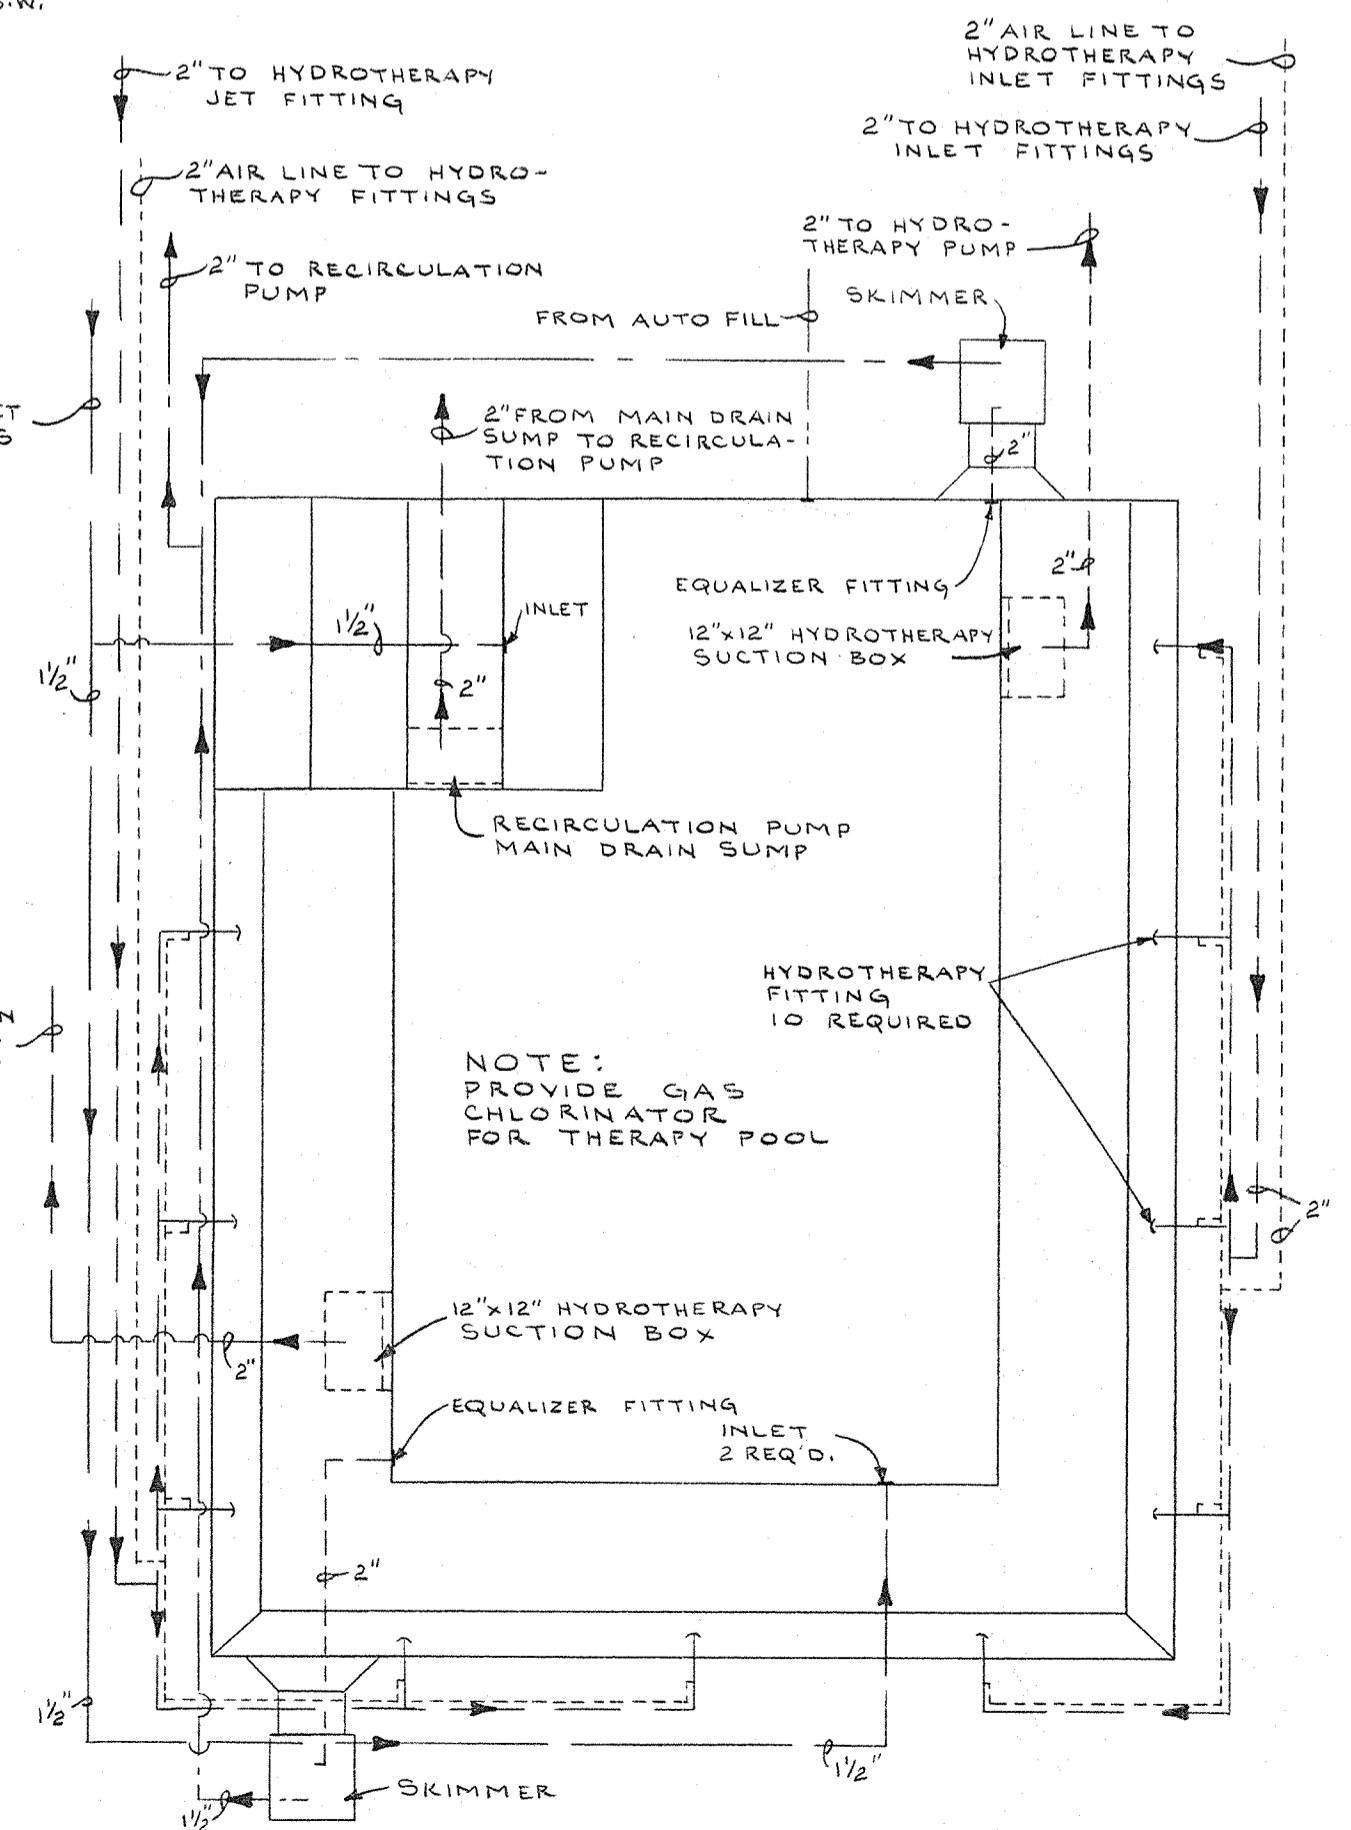 S.W.
2" TO HYDROTHERAPY
JET FITTING
2" AIR LINE TO
HYDROTHERAPY
INLET FITTINGS
2" TO HYDROTHERAPY
INLET FITTINGS
2" AIR LINE TO HYDRO-
THERAPY FITTINGS
2" TO HYDRO-
THERAPY PUMP
2" TO RECIRCULATION
PUMP
SKIMMER
FROM AUTO FILL
2" FROM MAIN DRAIN
SUMP TO RECIRCULA-
TION PUMP
2"
2"
EQUALIZER FITTING
INLET
1½"
12"x12" HYDROTHERAPY
SUCTION BOX
1½"
2"
RECIRCULATION PUMP
MAIN DRAIN SUMP
HYDROTHERAPY
FITTING
10 REQUIRED
NOTE:
PROVIDE GAS
CHLORINATOR
FOR THERAPY POOL
2"
12"x12" HYDROTHERAPY
SUCTION BOX
2"
EQUALIZER FITTING
INLET
2 REQ'D.
2"
1½"
1½"
SKIMMER
1½"